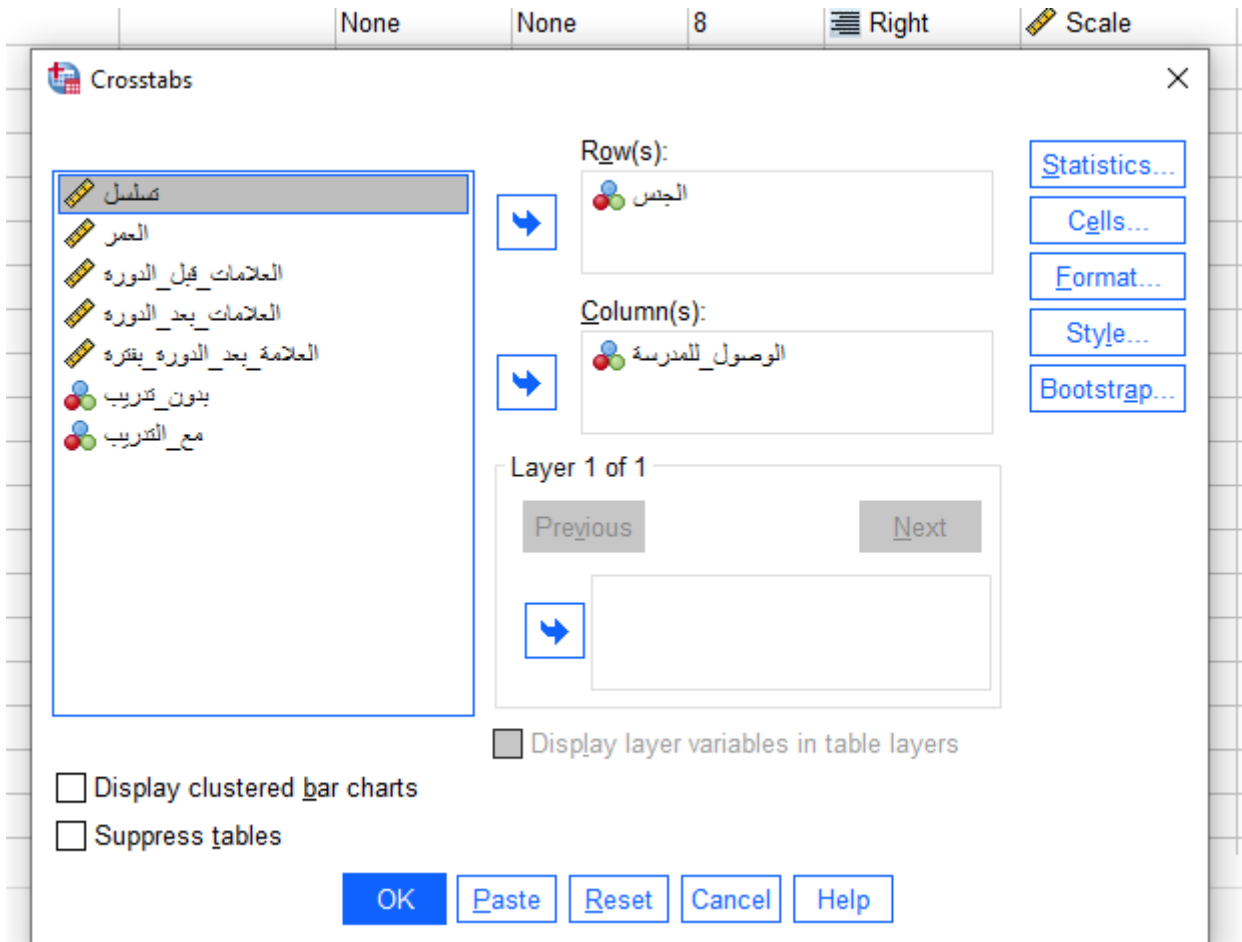 None None 8 Right Scale
Crosstabs
Row(s):
Statistics...
تسلسل
الجنس
العمر
Cells...
العلامات_قبل_الدوره
Format...
العلامات_بعد_الدوره
Column(s):
Style...
العلامة_بعد_الدوره_بفتره
الوصول_للمدرسة
بدون_تدريب
Bootstrap...
مع_التدريب
Layer 1 of 1
Previous Next
Display layer variables in table layers
Display clustered bar charts
Suppress tables
OK Paste Reset Cancel Help